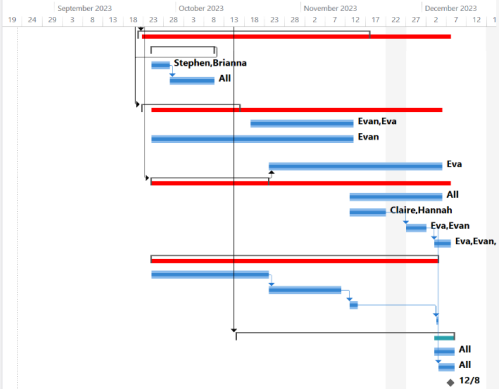 September 2023 October 2023 November 2023 December 2023
19 24 29 3 8 13 18 23 28 3 8 13 18 23 28 2 7 12 17 22 27 2 7 12
Stephen,Brianna
All
Evan,Eva
Evan
Eva
All
Claire,Hannah
Eva,Evan
Eva,Evan,
All
All
12/8